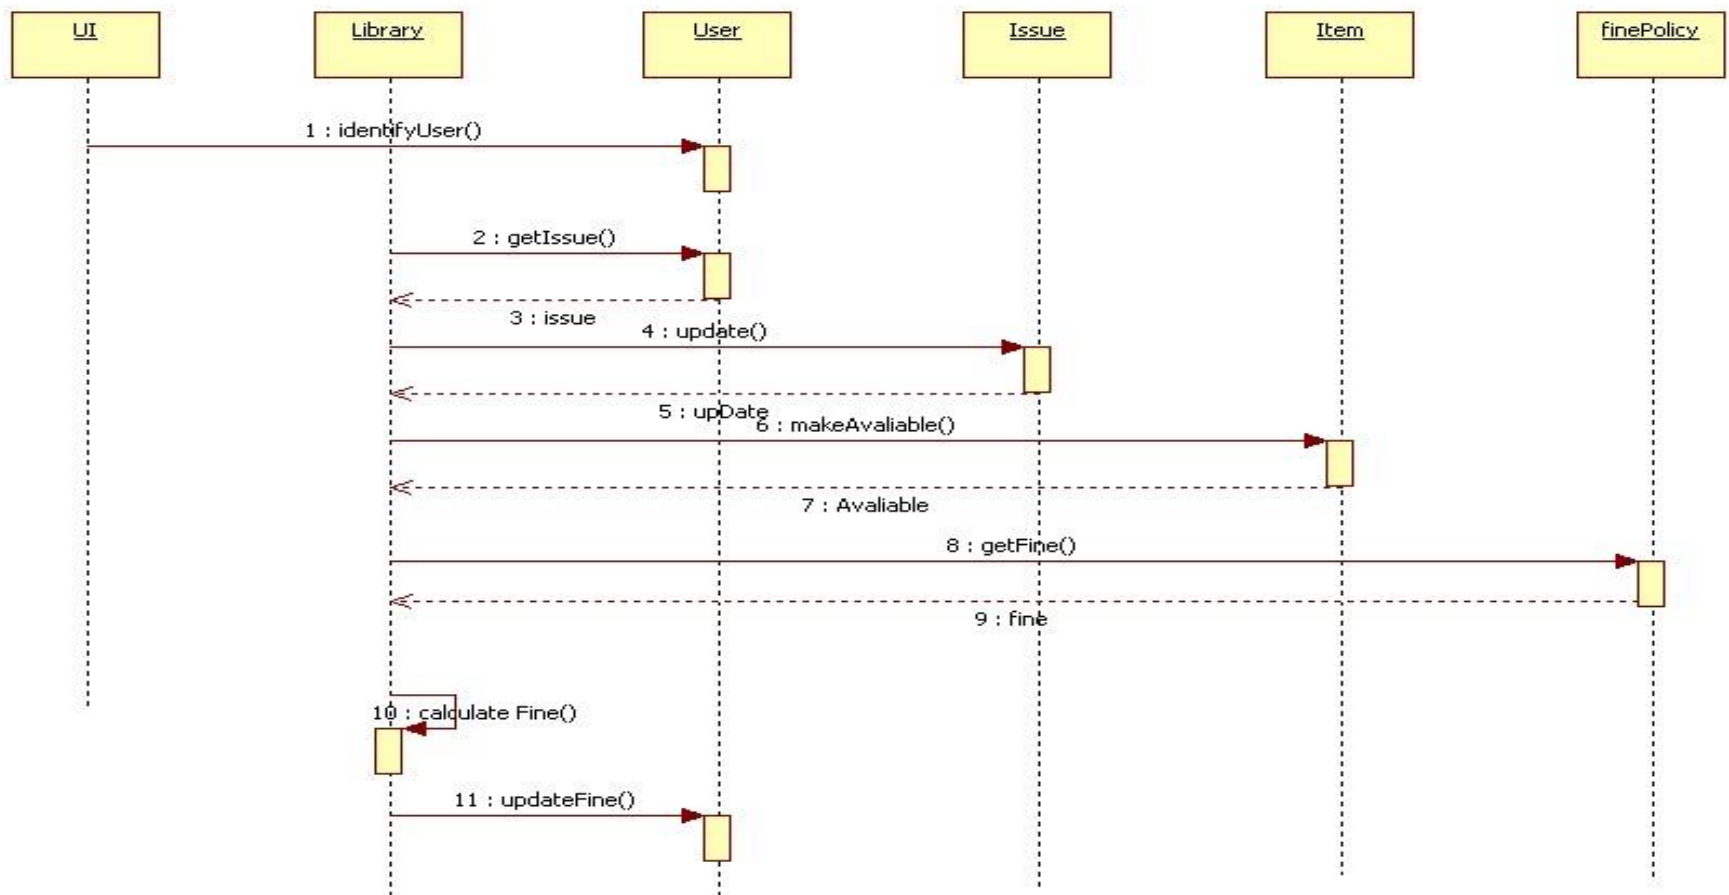 UI
Library
User
Issue
Item
finePolicy
1 : identifyUser()
2 : getIssue()
3 : issue
4 : update()
5 : upDate
6 : makeAvaliable()
7 : Avaliable
8 : getFine()
9 : fine
10 : calculate Fine()
11 : updateFine()